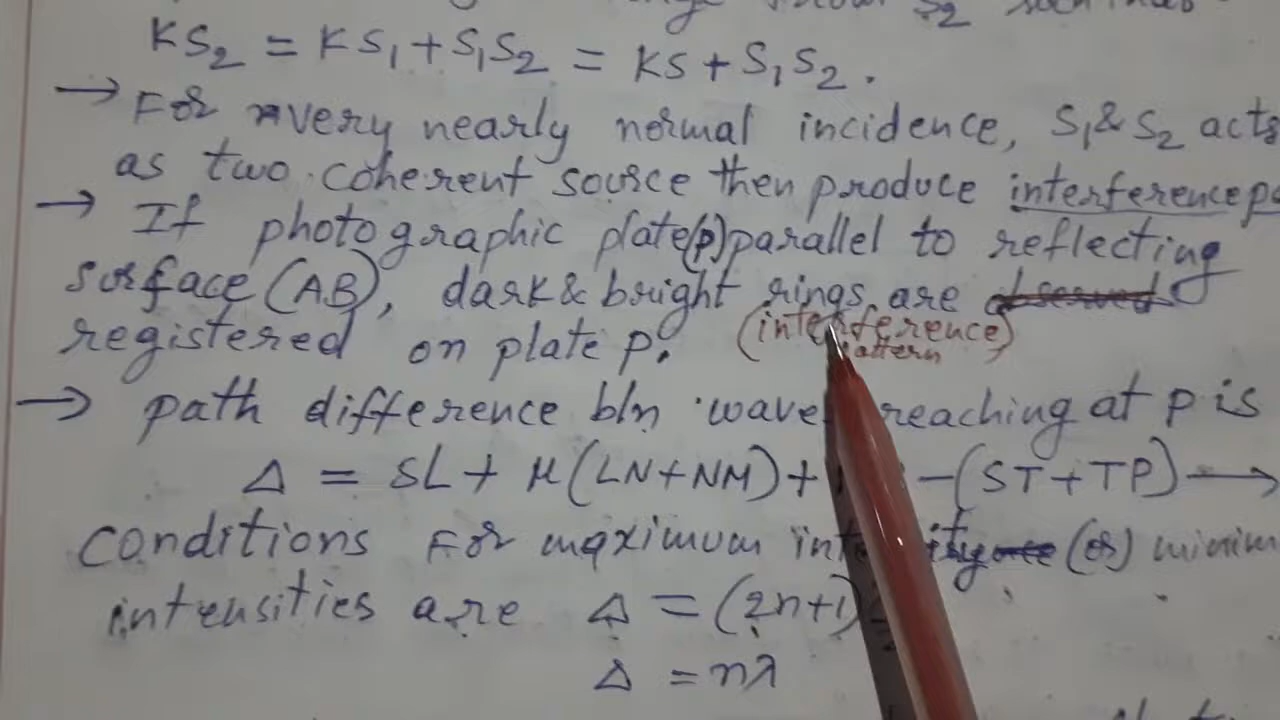 KS₂ = KS₁ + S₁S₂ = KS + S₁S₂.
→ For very nearly normal incidence, S₁ & S₂ acts
as two coherent source then produce interference
→ If photographic plate (P) parallel to reflecting
surface (AB), dark & bright rings are
(interference)
pattern
registered on plate P.
→ path difference b/n wave reaching at P is
Δ = SL + μ(LN + NM) + - (ST + TP) →
Conditions For maximum intensity (or) minim
intensities are Δ = (2n+1)
Δ = nλ